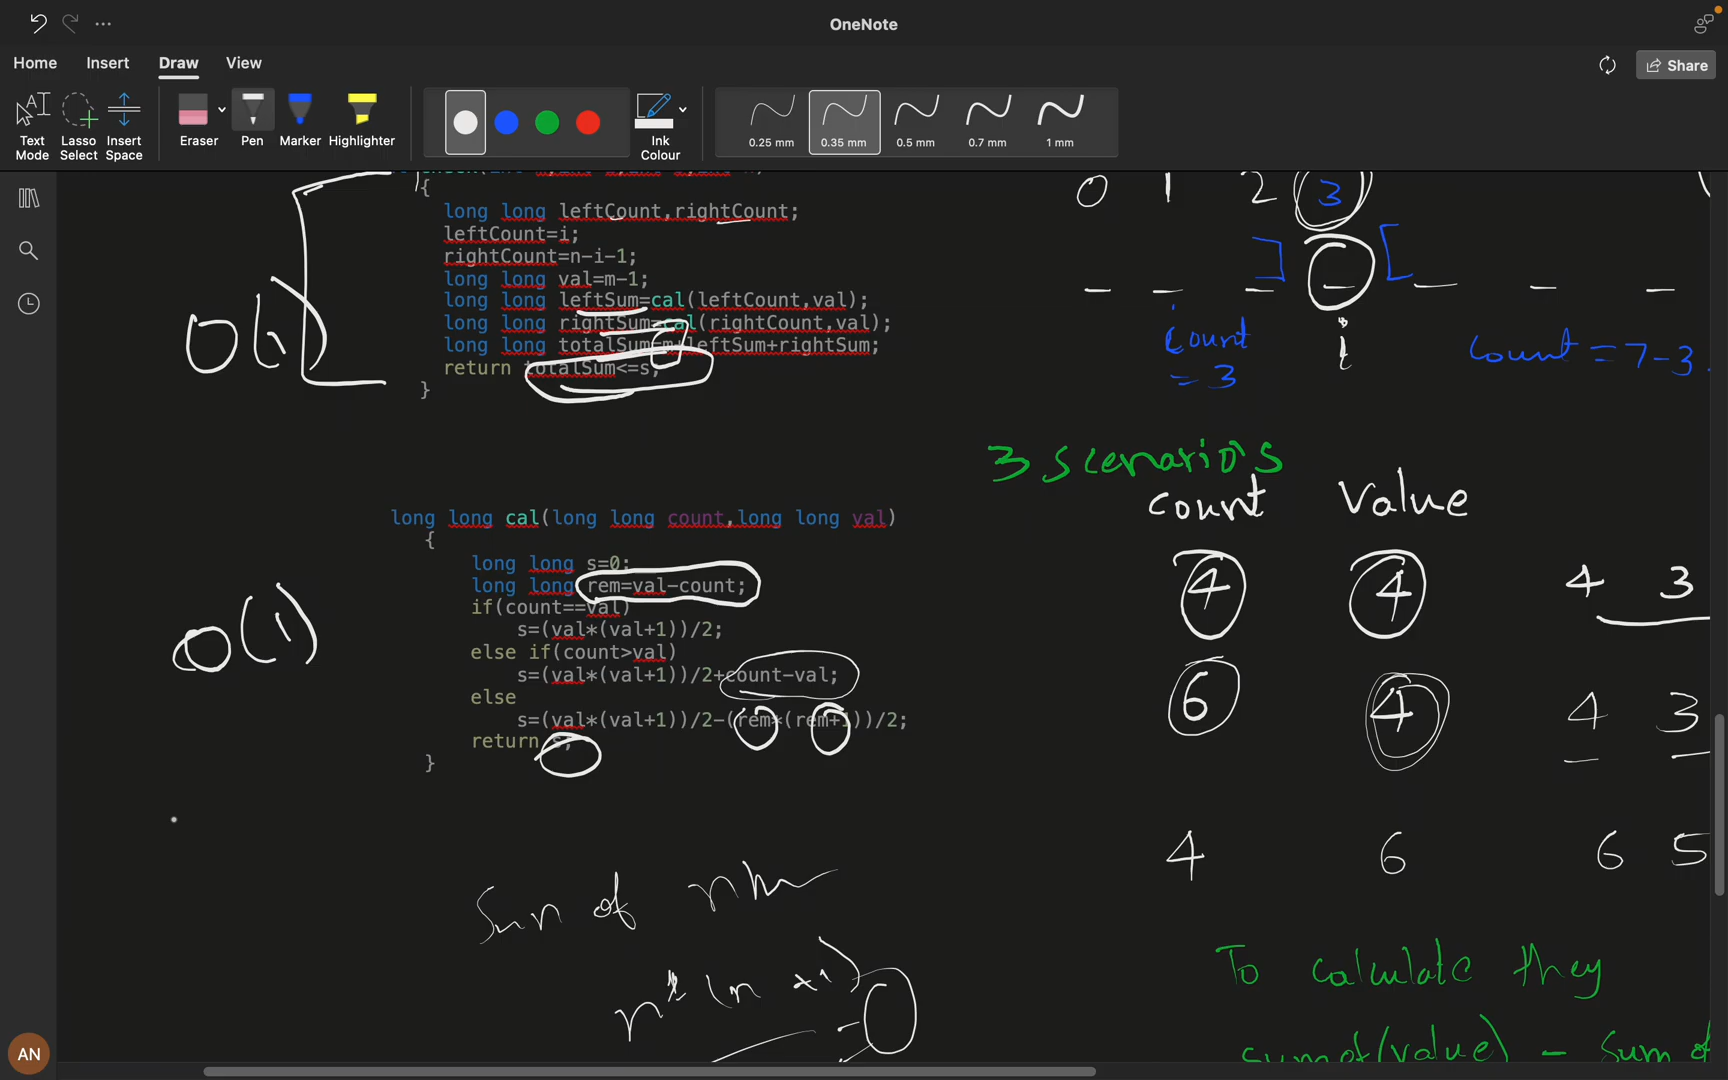 OneNote
Home Insert Draw View
Share
Text Mode
Lasso Select
Insert Space
Eraser
Pen
Marker
Highlighter
Ink Colour
0.25 mm
0.35 mm
0.5 mm
0.7 mm
1 mm
{
long long leftCount,rightCount;
leftCount=i;
rightCount=n-i-1;
long long val=m-1;
long long leftSum=cal(leftCount,val);
long long rightSum=cal(rightCount,val);
long long totalSum=m+leftSum+rightSum;
return totalSum<=s;
}
O(1)
long long cal(long long count,long long val)
{
long long s=0;
long long rem=val-count;
if(count==val)
s=(val*(val+1))/2;
else if(count>val)
s=(val*(val+1))/2+count-val;
else
s=(val*(val+1))/2-(rem*(rem+1))/2;
return s;
}
O(1)
Sum of
0 1 2 3
] [
i
count
= 3
count = 7-3
3 scenario's
count Value
4 4 4 3
6 4 4 3
4 6 6 5
To calculate they
sum of (value) - sum of
AN